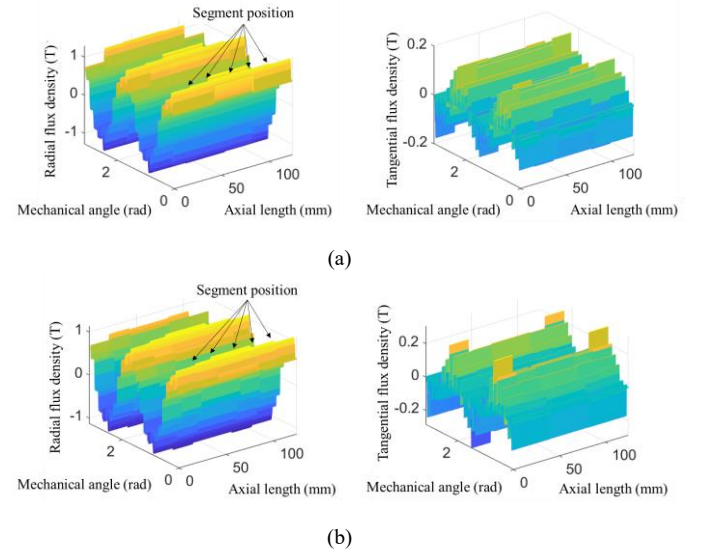 Segment position
Radial flux density (T)
1
0
-1
2
0
0
50
100
Mechanical angle (rad)
Axial length (mm)
Tangential flux density (T)
0.2
0
-0.2
2
0
0
50
100
Mechanical angle (rad)
Axial length (mm)
(a)
Segment position
Radial flux density (T)
1
0
-1
2
0
0
50
100
Mechanical angle (rad)
Axial length (mm)
Tangential flux density (T)
0.2
0
-0.2
2
0
0
50
100
Mechanical angle (rad)
Axial length (mm)
(b)